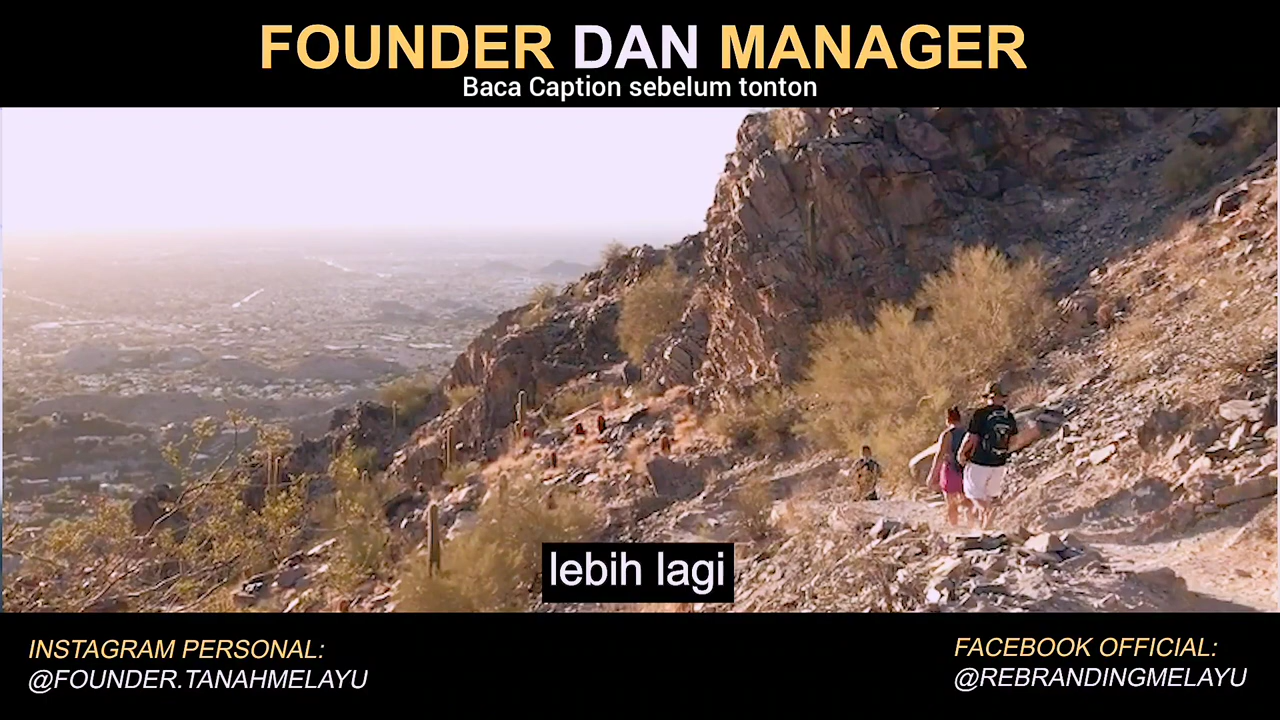 FOUNDER DAN MANAGER
Baca Caption sebelum tonton
lebih lagi
INSTAGRAM PERSONAL:
@FOUNDER.TANAHMELAYU
FACEBOOK OFFICIAL:
@REBRANDINGMELAYU